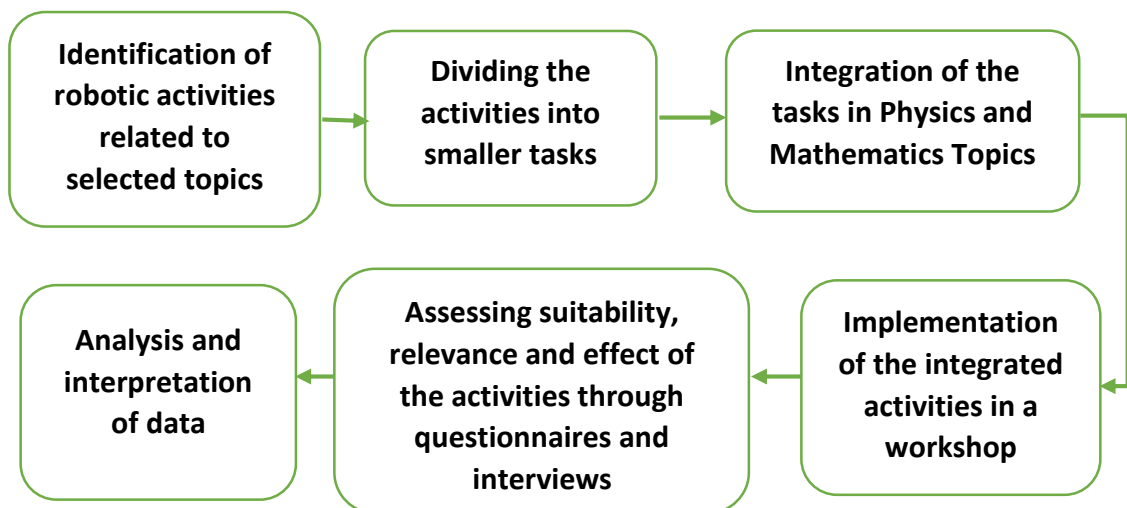 Identification of
robotic activities
related to
selected topics
Dividing the
activities into
smaller tasks
Integration of the
tasks in Physics and
Mathematics Topics
Implementation
of the integrated
activities in a
workshop
Assessing suitability,
relevance and effect of
the activities through
questionnaires and
interviews
Analysis and
interpretation
of data